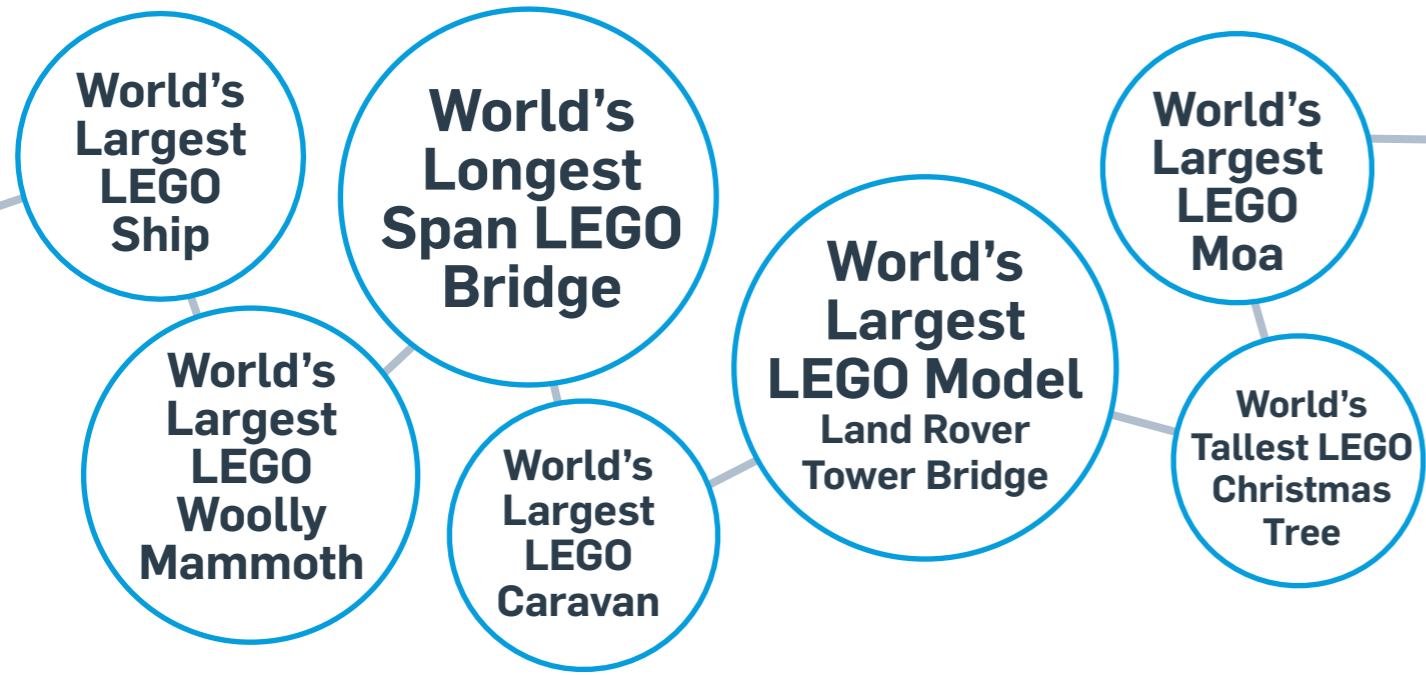 World's
Largest
LEGO
Ship
World's
Largest
LEGO
Woolly
Mammoth
World's
Longest
Span LEGO
Bridge
World's
Largest
LEGO
Caravan
World's
Largest
LEGO Model
Land Rover
Tower Bridge
World's
Tallest LEGO
Christmas
Tree
World's
Largest
LEGO
Moa